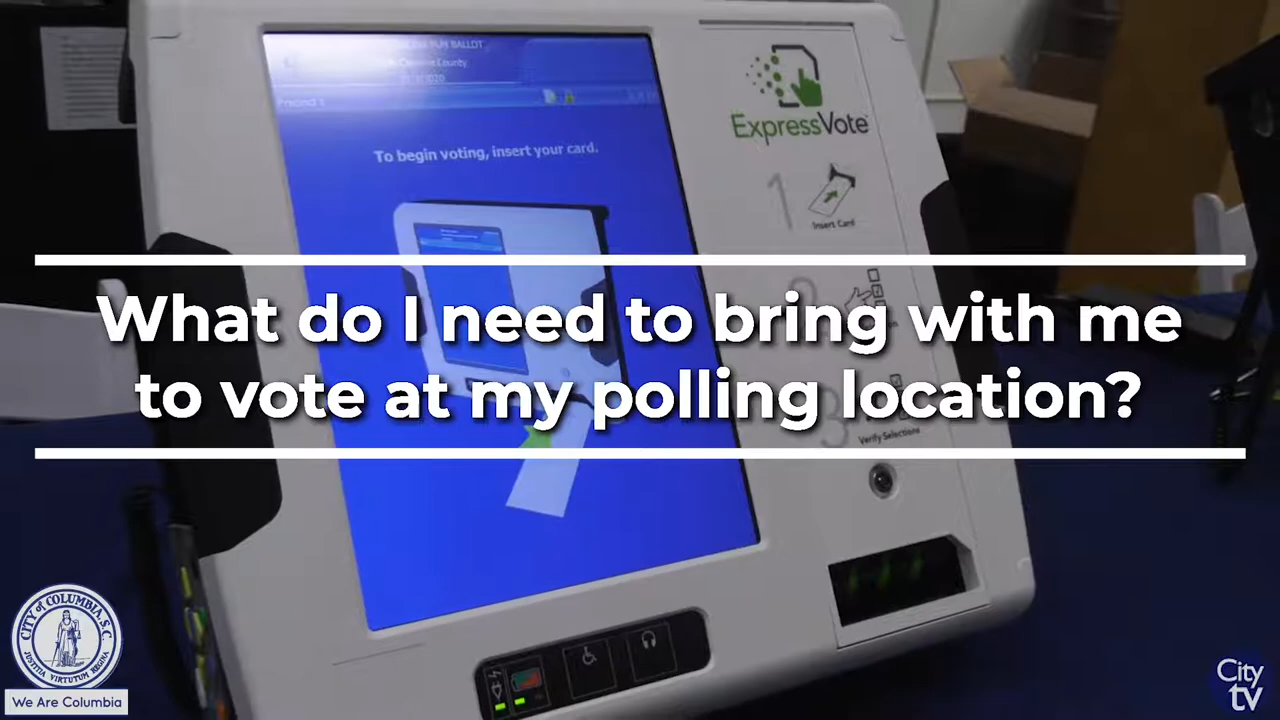 To begin voting, insert your card.
ExpressVote
1
Insert Card
What do I need to bring with me
to vote at my polling location?
3
Verify Selections
CITY of COLUMBIA, S.C.
JUSTITIA VIRTUTUM REGINA
We Are Columbia
City
tv